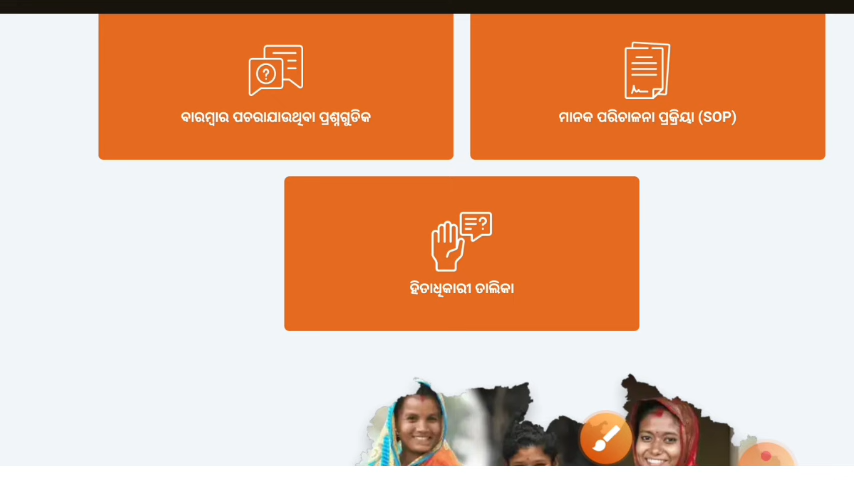 ବାରମ୍ବାର ପଚରାଯାଉଥିବା ପ୍ରଶ୍ନଗୁଡିକ
ମାନକ ପରିଚାଳନା ପ୍ରକ୍ରିୟା (SOP)
ହିତାଧିକାରୀ ତାଲିକା